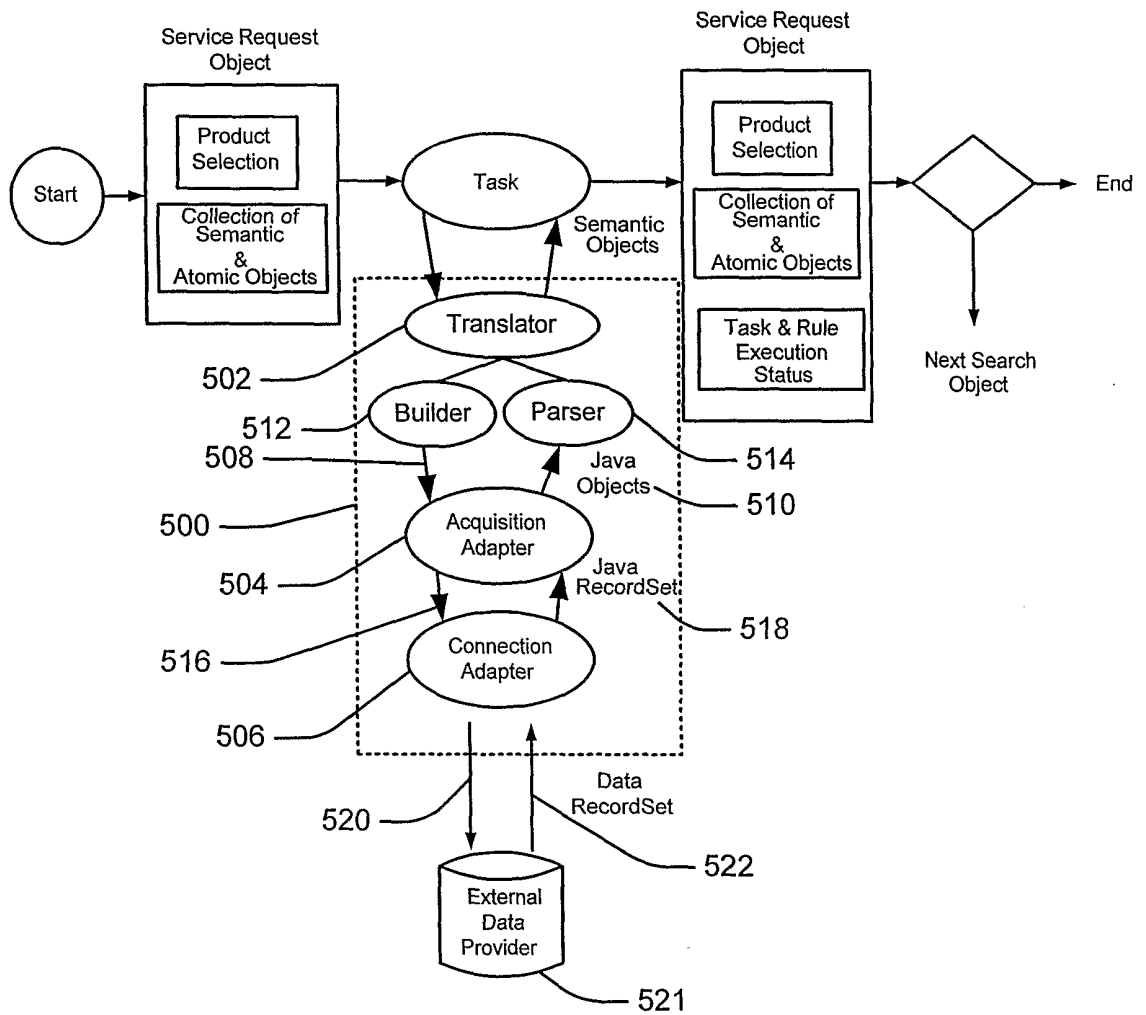 Service Request
Object
Service Request
Object
Product
Selection
Collection of
Semantic
&
Atomic Objects
Start
Task
Semantic
Objects
Product
Selection
Collection of
Semantic
&
Atomic Objects
Task & Rule
Execution
Status
End
Next Search
Object
Translator
502
Builder
Parser
512
514
508
Java
Objects
510
500
Acquisition
Adapter
504
Java
RecordSet
518
516
Connection
Adapter
506
Data
RecordSet
520
522
External
Data
Provider
521